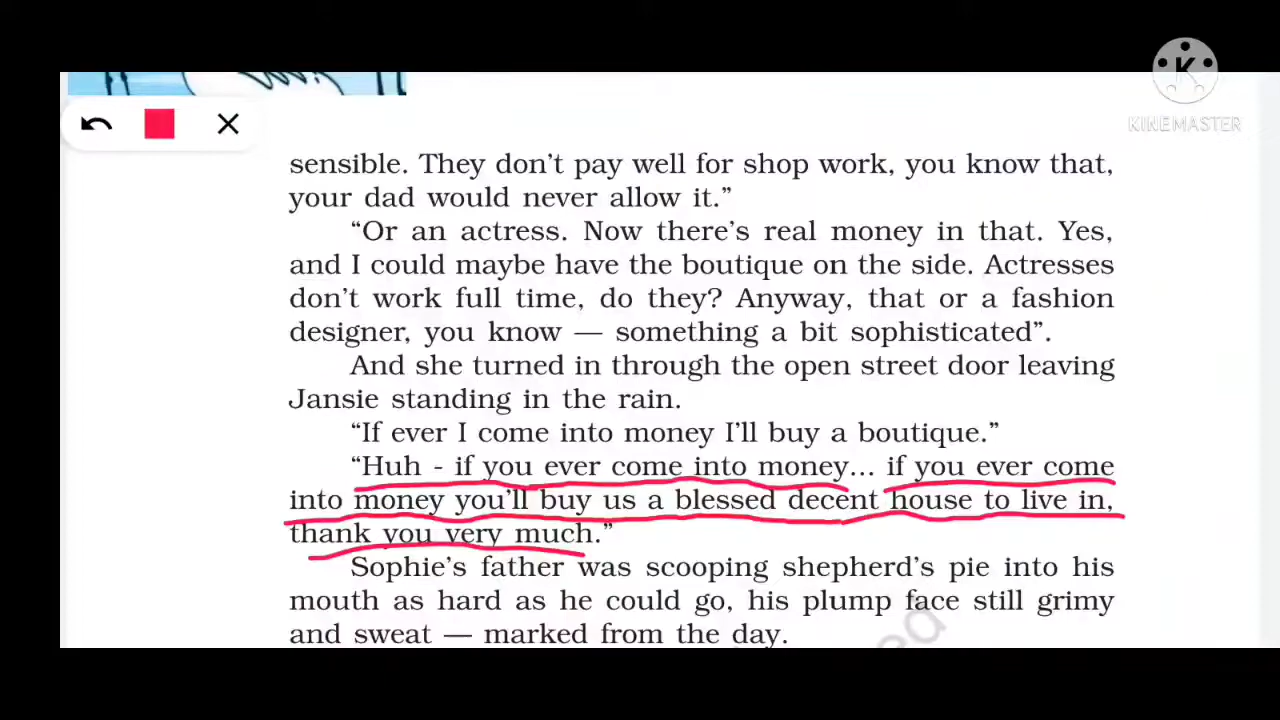 K
KINEMASTER
sensible. They don't pay well for shop work, you know that,
your dad would never allow it.”
“Or an actress. Now there's real money in that. Yes,
and I could maybe have the boutique on the side. Actresses
don't work full time, do they? Anyway, that or a fashion
designer, you know — something a bit sophisticated”.
And she turned in through the open street door leaving
Jansie standing in the rain.
“If ever I come into money I'll buy a boutique.”
“Huh - if you ever come into money... if you ever come
into money you'll buy us a blessed decent house to live in,
thank you very much.”
Sophie's father was scooping shepherd's pie into his
mouth as hard as he could go, his plump face still grimy
and sweat — marked from the day.